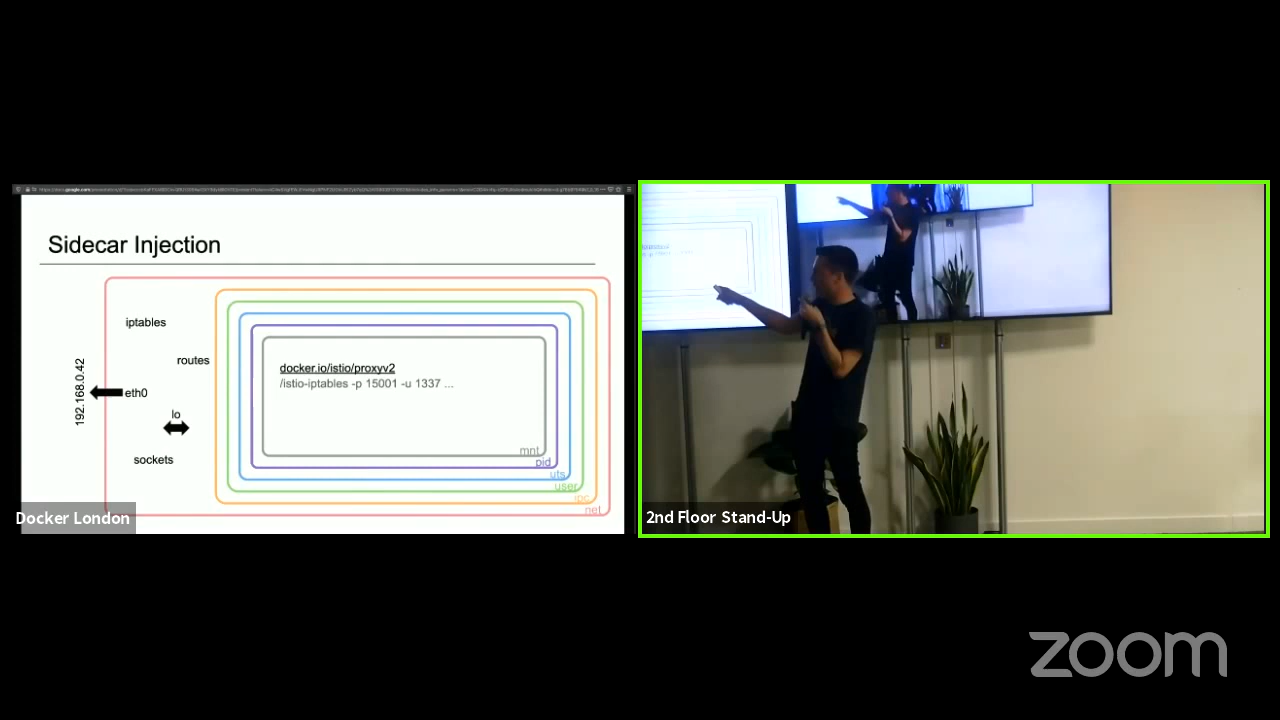 Sidecar Injection
iptables
routes
192.168.0.42
eth0
lo
sockets
docker.io/istio/proxyv2
/istio-iptables -p 15001 -u 1337 ...
mnt
pid
uts
user
ipc
net
Docker London
2nd Floor Stand-Up
zoom